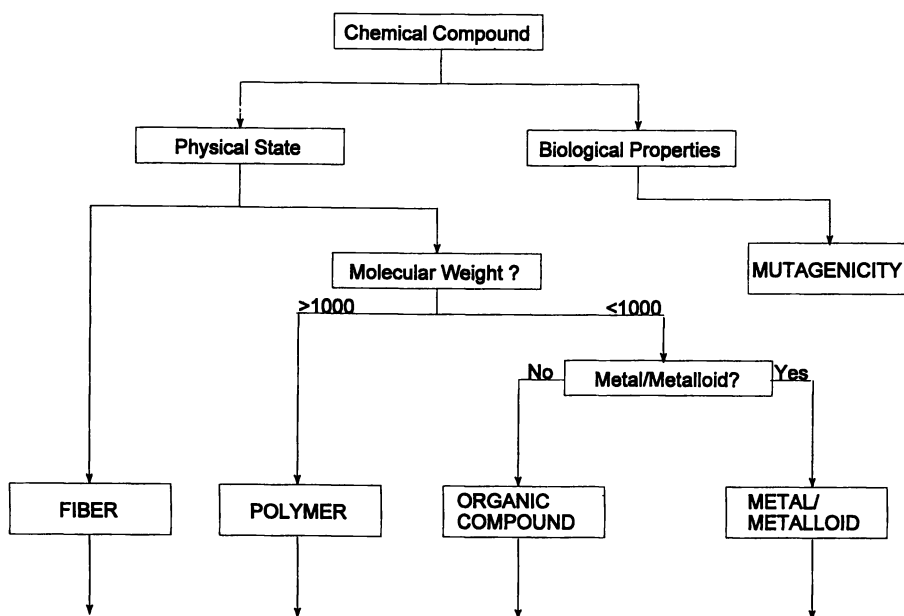 Chemical Compound
Physical State
Biological Properties
Molecular Weight ?
MUTAGENICITY
>1000
<1000
No
Metal/Metalloid?
Yes
FIBER
POLYMER
ORGANIC
COMPOUND
METAL/
METALLOID